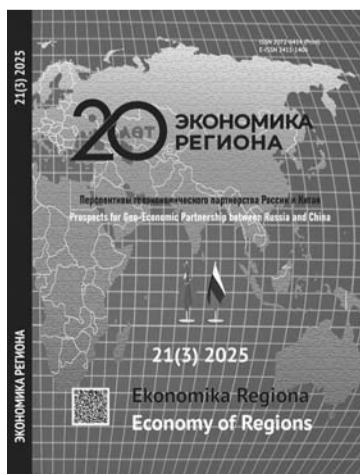 21(3) 2025
ЭКОНОМИКА РЕГИОНА
ISSN 2072-6414 (Print)
E-ISSN 2411-1406
20 ЛЕТ
ЭКОНОМИКА
РЕГИОНА
Перспективы геоэкономического партнерства России и Китая
Prospects for Geo-Economic Partnership between Russia and China
21(3) 2025
Ekonomika Regiona
Economy of Regions